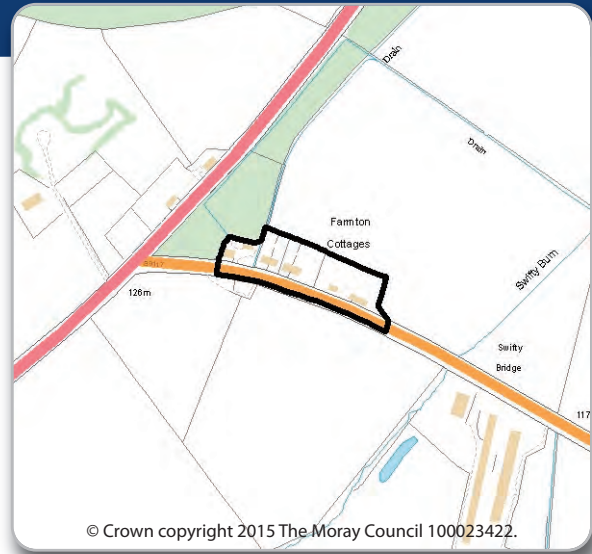 Drain
Drain
Farmton
Cottages
Swifty Burn
126m
Swifty
Bridge
117
© Crown copyright 2015 The Moray Council 100023422.